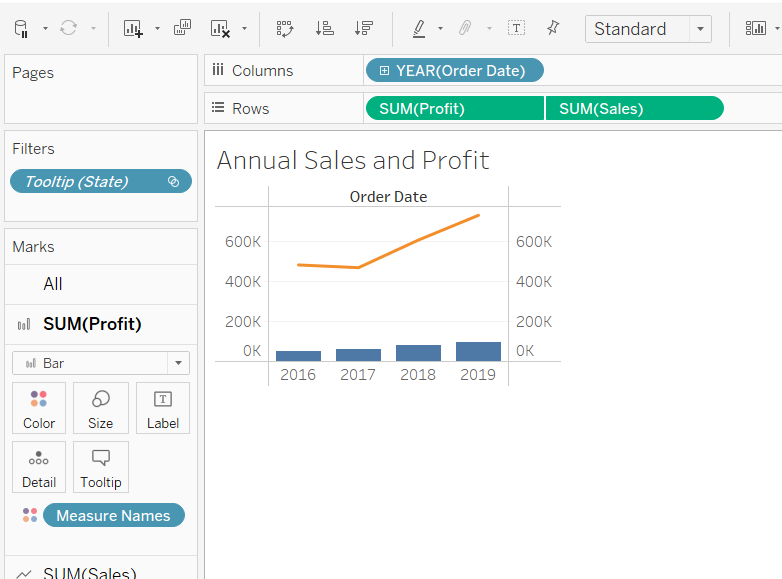 Standard
Pages
Columns
YEAR(Order Date)
Rows
SUM(Profit)
SUM(Sales)
Filters
Tooltip (State)
Marks
All
SUM(Profit)
Bar
Color
Size
Label
Detail
Tooltip
Measure Names
SUM(Sales)
Annual Sales and Profit
Order Date
600K
400K
200K
0K
600K
400K
200K
0K
2016 2017 2018 2019